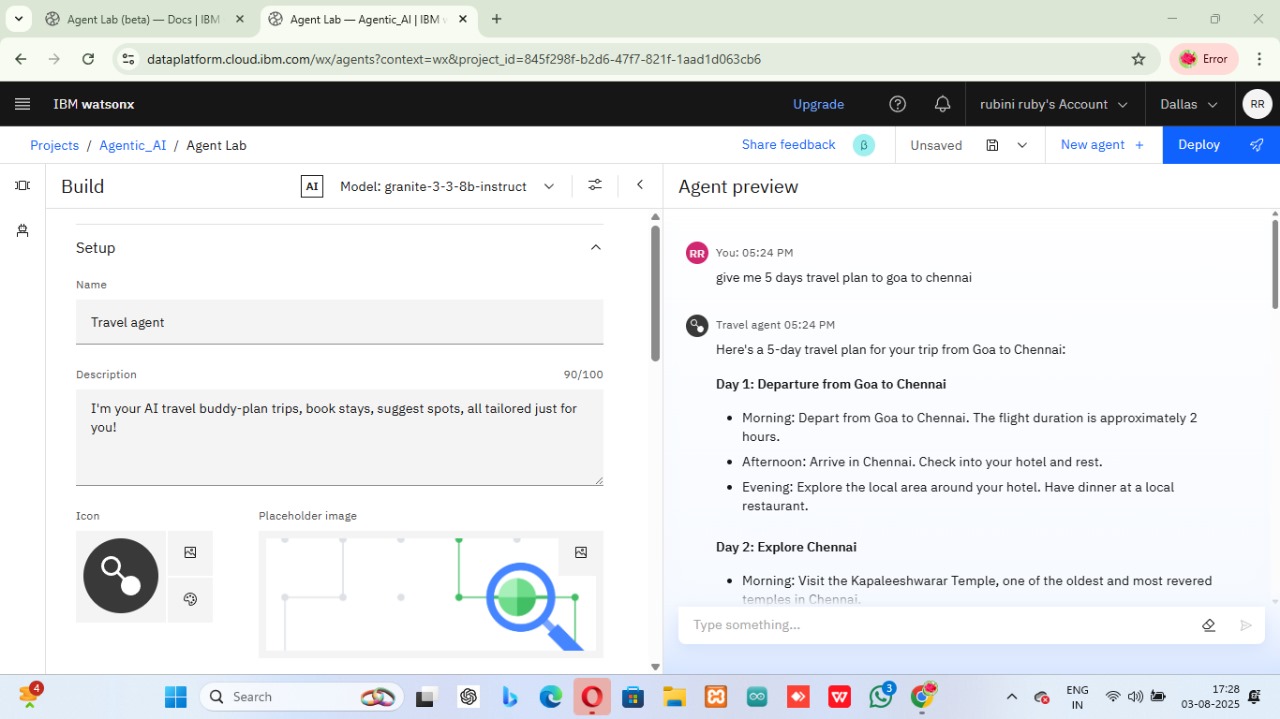 Agent Lab (beta) — Docs | IBM
Agent Lab — Agentic_AI | IBM w
dataplatform.cloud.ibm.com/wx/agents?context=wx&project_id=845f298f-b2d6-47f7-821f-1aad1d063cb6
Error
IBM watsonx
Upgrade
rubini ruby's Account
Dallas
RR
Projects / Agentic_AI / Agent Lab
Share feedback
β
Unsaved
New agent +
Deploy
Build
AI
Model: granite-3-3-8b-instruct
Agent preview
Setup
Name
Travel agent
Description
90/100
I'm your AI travel buddy-plan trips, book stays, suggest spots, all tailored just for
you!
Icon
Placeholder image
RR
You: 05:24 PM
give me 5 days travel plan to goa to chennai
Travel agent 05:24 PM
Here's a 5-day travel plan for your trip from Goa to Chennai:
Day 1: Departure from Goa to Chennai
• Morning: Depart from Goa to Chennai. The flight duration is approximately 2
hours.
• Afternoon: Arrive in Chennai. Check into your hotel and rest.
• Evening: Explore the local area around your hotel. Have dinner at a local
restaurant.
Day 2: Explore Chennai
• Morning: Visit the Kapaleeshwarar Temple, one of the oldest and most revered
temples in Chennai.
Type something...
4
Search
3
ENG
IN
17:28
03-08-2025